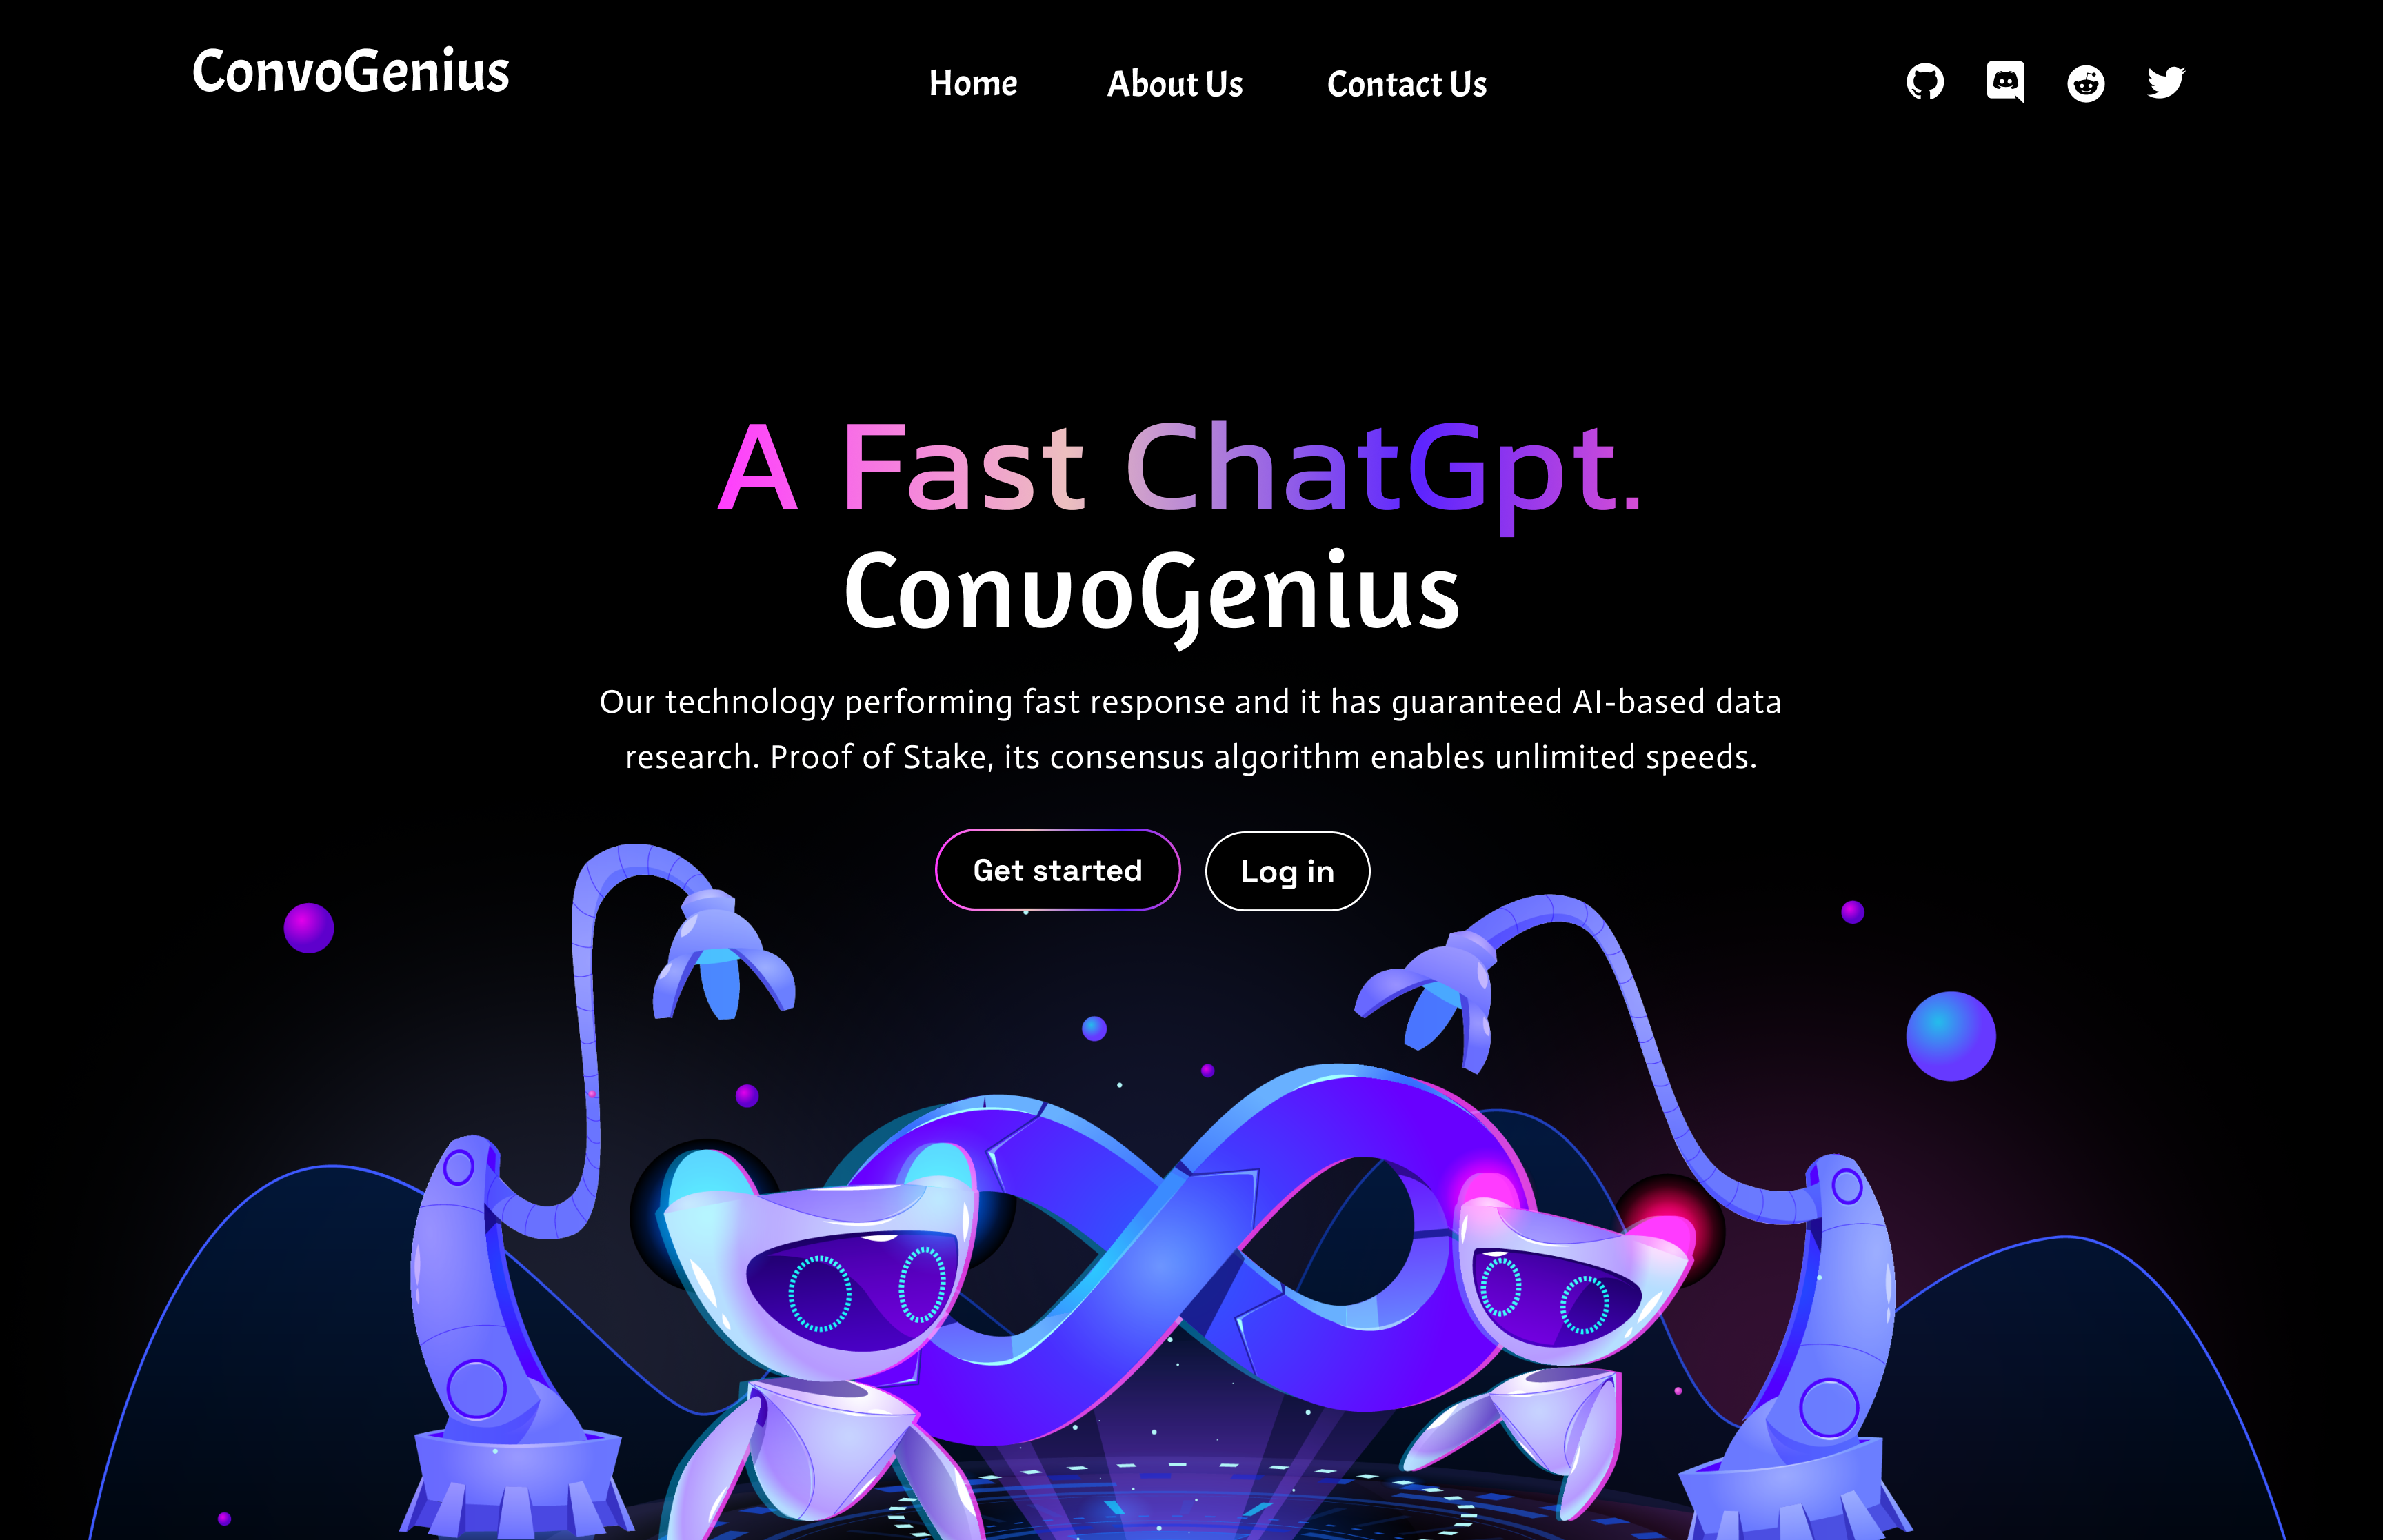 ConvoGenius
Home About Us Contact Us
A Fast ChatGpt.
ConvoGenius
Our technology performing fast response and it has guaranteed AI-based data
research. Proof of Stake, its consensus algorithm enables unlimited speeds.
Get started Log in